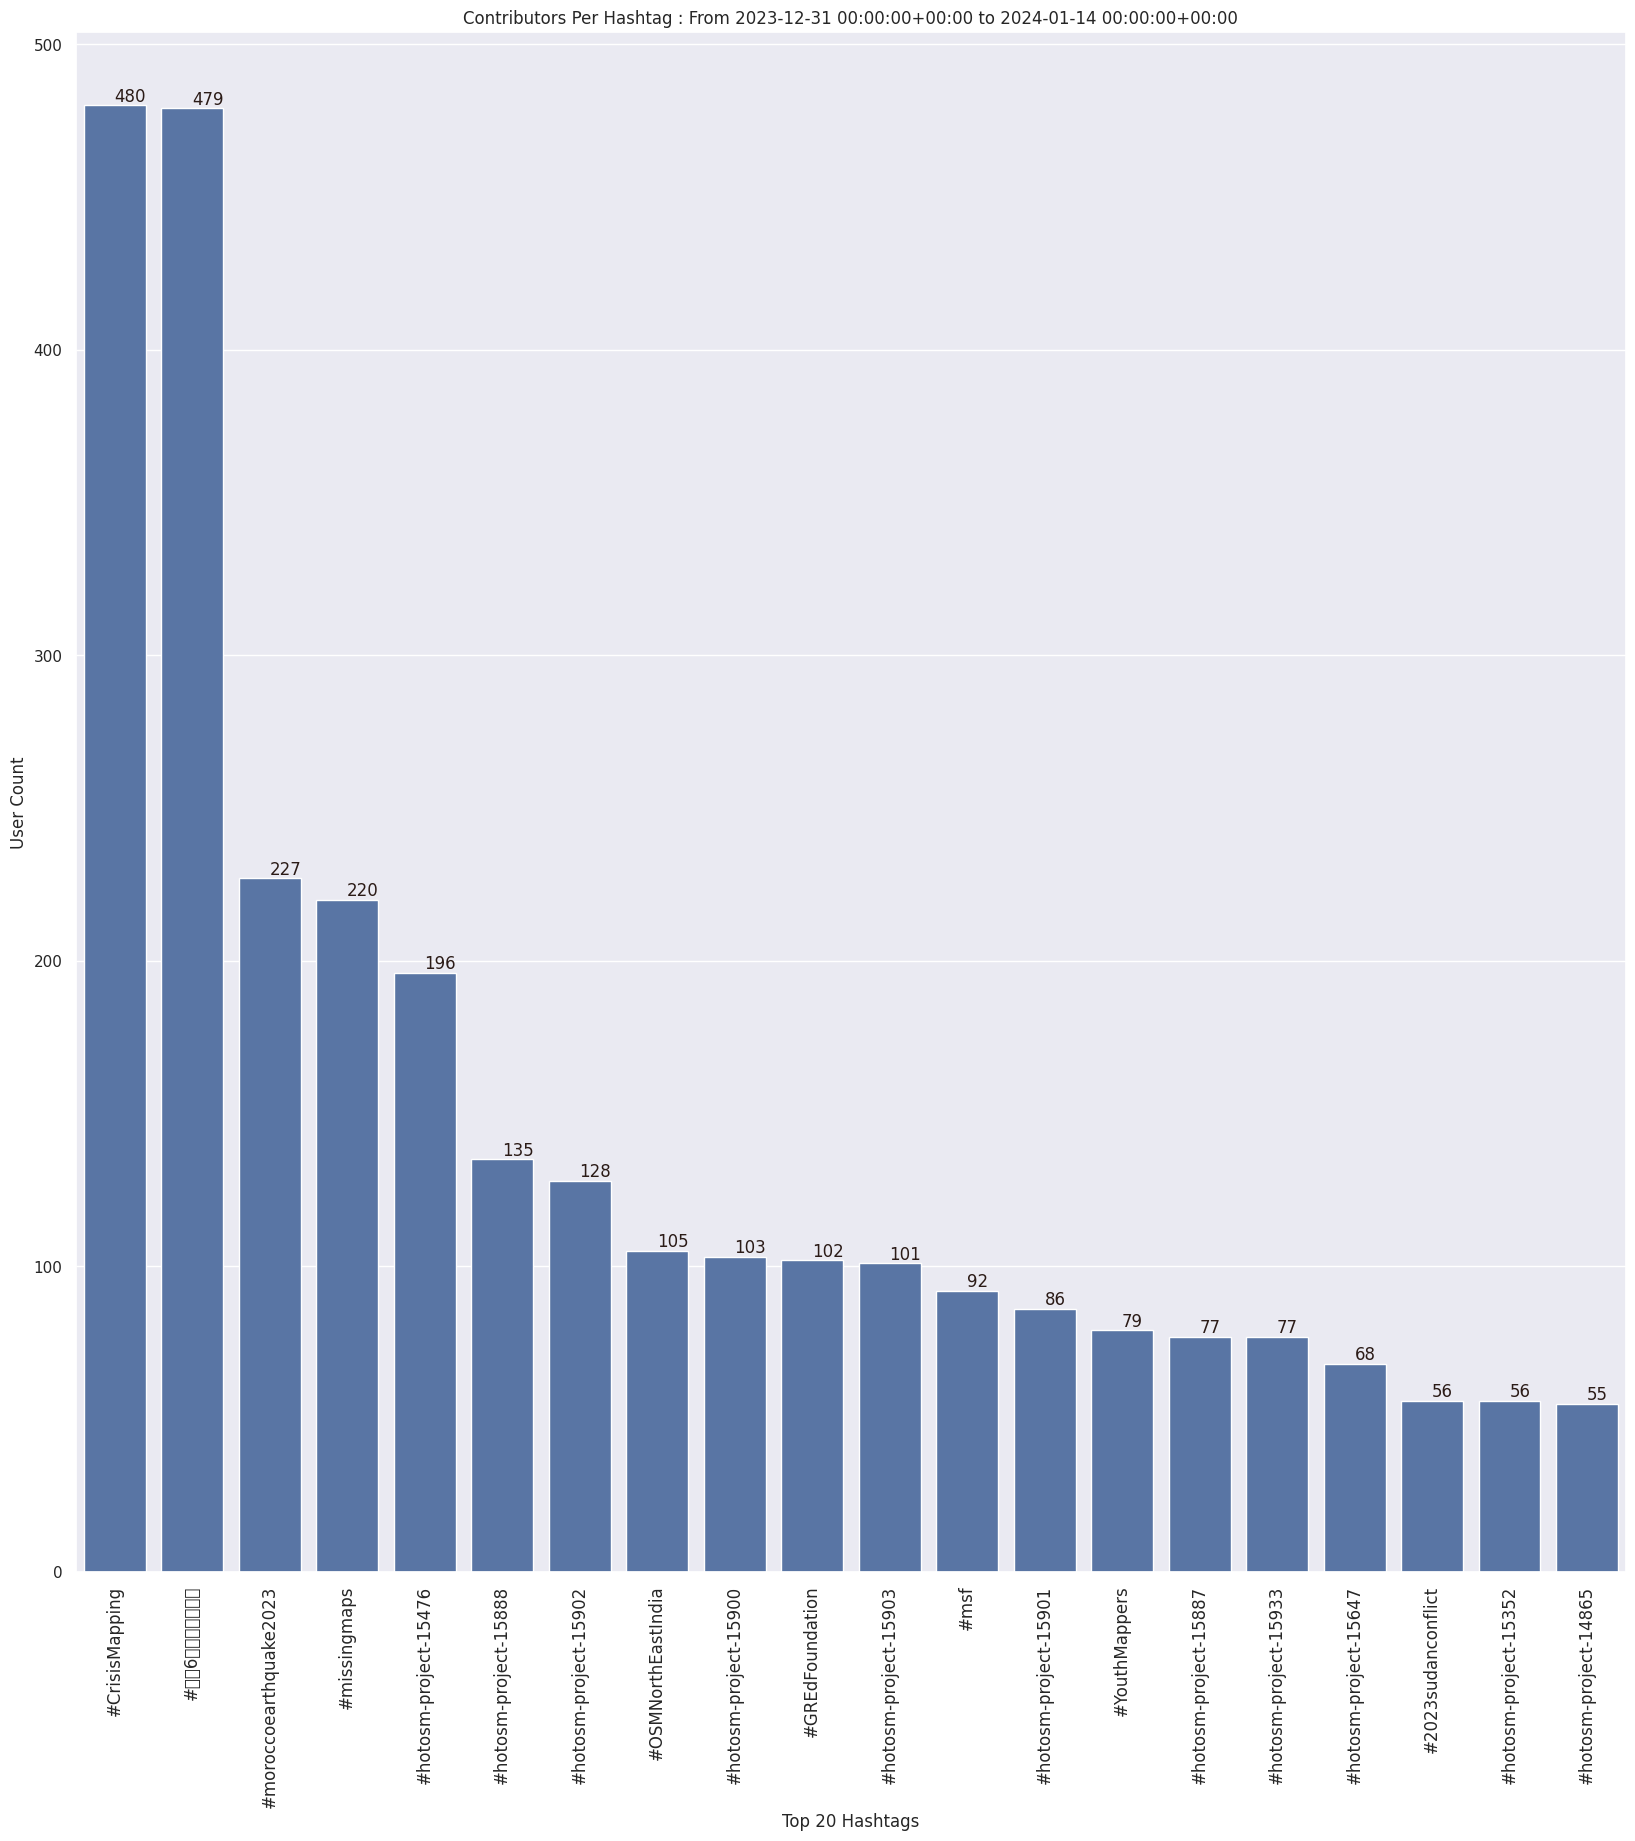 Contributors Per Hashtag : From 2023-12-31 00:00:00+00:00 to 2024-01-14 00:00:00+00:00
User Count
500
400
300
200
100
0
480
479
227
220
196
135
128
105
103
102
101
92
86
79
77
77
68
56
56
55
#CrisisMapping
#moroccoearthquake2023
#missingmaps
#hotosm-project-15476
#hotosm-project-15888
#hotosm-project-15902
#OSMNorthEastIndia
#hotosm-project-15900
#GREdFoundation
#hotosm-project-15903
#msf
#hotosm-project-15901
#YouthMappers
#hotosm-project-15887
#hotosm-project-15933
#hotosm-project-15647
#2023sudanconflict
#hotosm-project-15352
#hotosm-project-14865
Top 20 Hashtags